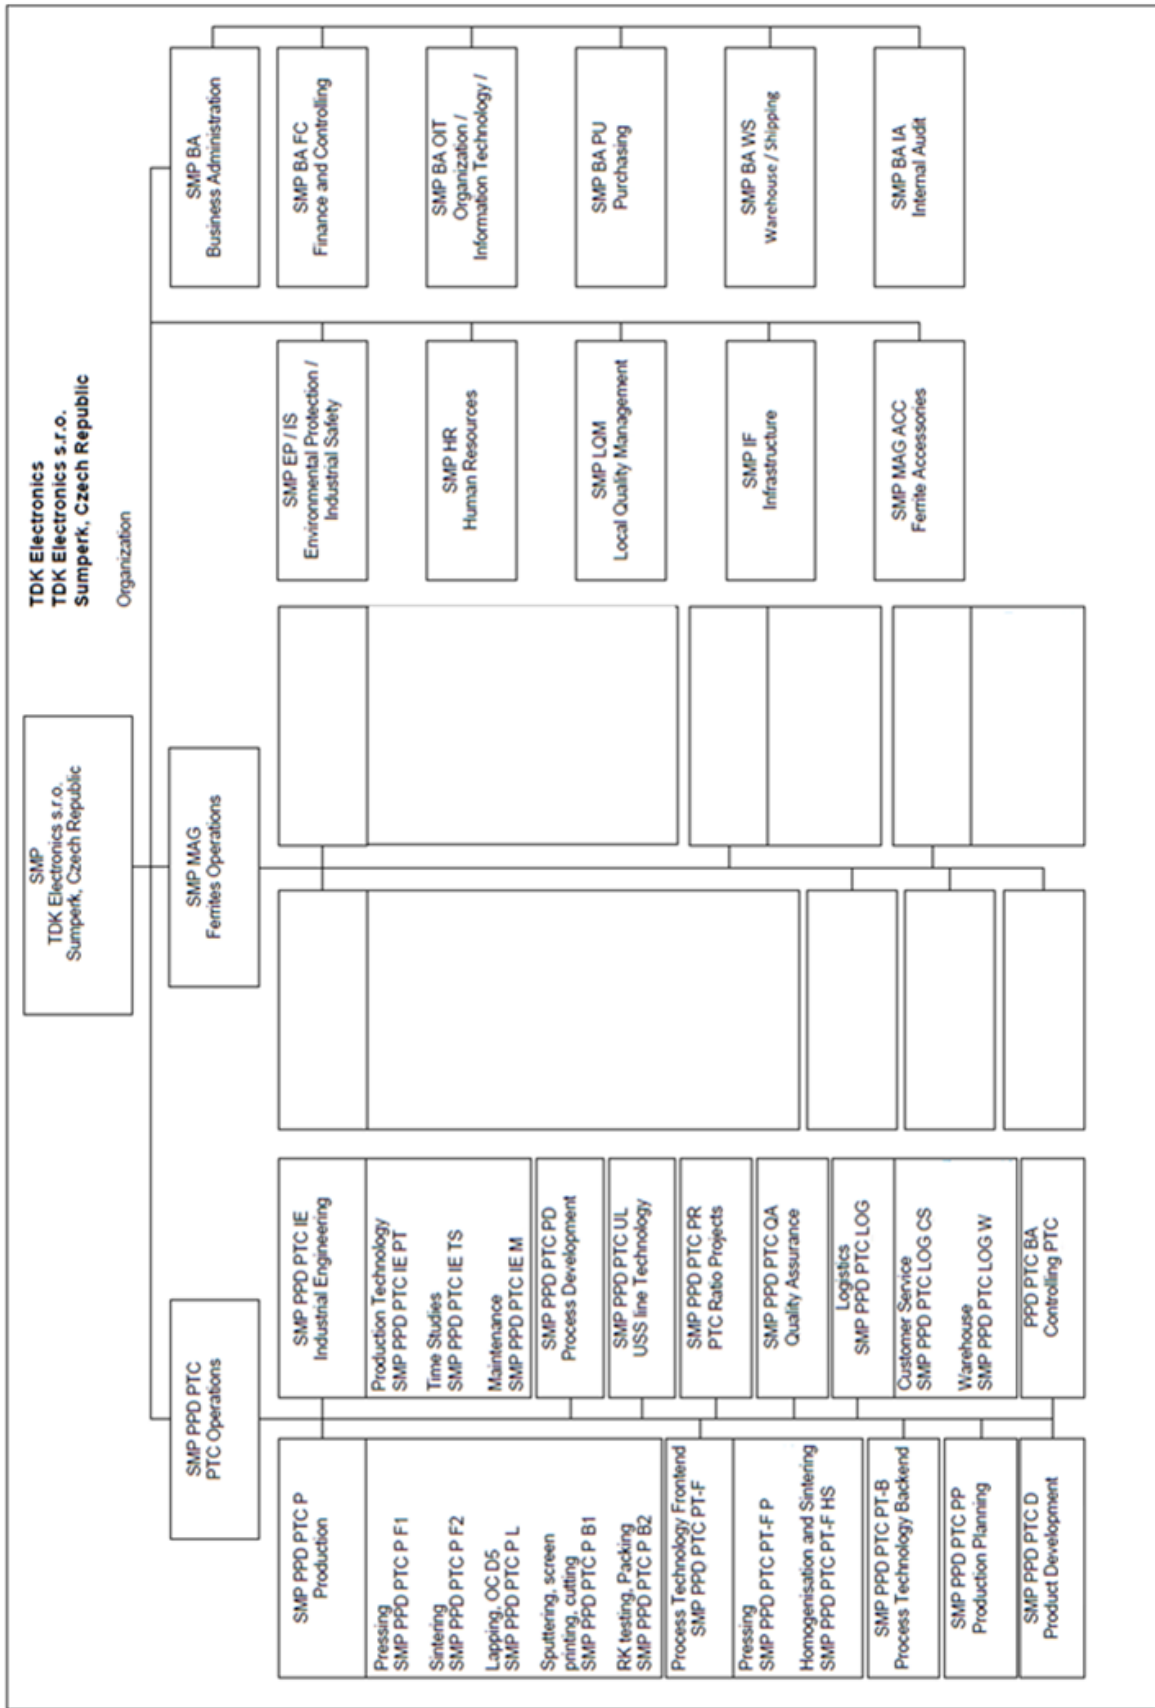 TDK Electronics
TDK Electronics s.r.o.
Sumperk, Czech Republic
Organization
SMP
TDK Electronics s.r.o.
Sumperk, Czech Republic
SMP PPD PTC
PTC Operations
SMP MAG
Ferrites Operations
SMP BA
Business Administration
SMP PPD PTC P
Production
Pressing
SMP PPD PTC P F1
Sintering
SMP PPD PTC P F2
Lapping, OC D5
SMP PPD PTC P L
Sputtering, screen
printing, cutting
SMP PPD PTC P B1
RK testing, Packing
SMP PPD PTC P B2
Process Technology Frontend
SMP PPD PTC PT-F
Pressing
SMP PPD PTC PT-F P
Homogenisation and Sintering
SMP PPD PTC PT-F HS
SMP PPD PTC PT-B
Process Technology Backend
SMP PPD PTC PP
Production Planning
SMP PPD PTC D
Product Development
SMP PPD PTC IE
Industrial Engineering
Production Technology
SMP PPD PTC IE PT
Time Studies
SMP PPD PTC IE TS
Maintenance
SMP PPD PTC IE M
SMP PPD PTC PD
Process Development
SMP PPD PTC UL
USS line Technology
SMP PPD PTC PR
PTC Ratio Projects
SMP PPD PTC QA
Quality Assurance
Logistics
SMP PPD PTC LOG
Customer Service
SMP PPD PTC LOG CS
Warehouse
SMP PPD PTC LOG W
PPD PTC BA
Controlling PTC
SMP EP / IS
Environmental Protection /
Industrial Safety
SMP HR
Human Resources
SMP LQM
Local Quality Management
SMP IF
Infrastructure
SMP MAG ACC
Ferrite Accessories
SMP BA FC
Finance and Controlling
SMP BA OIT
Organization /
Information Technology /
SMP BA PU
Purchasing
SMP BA WS
Warehouse / Shipping
SMP BA IA
Internal Audit